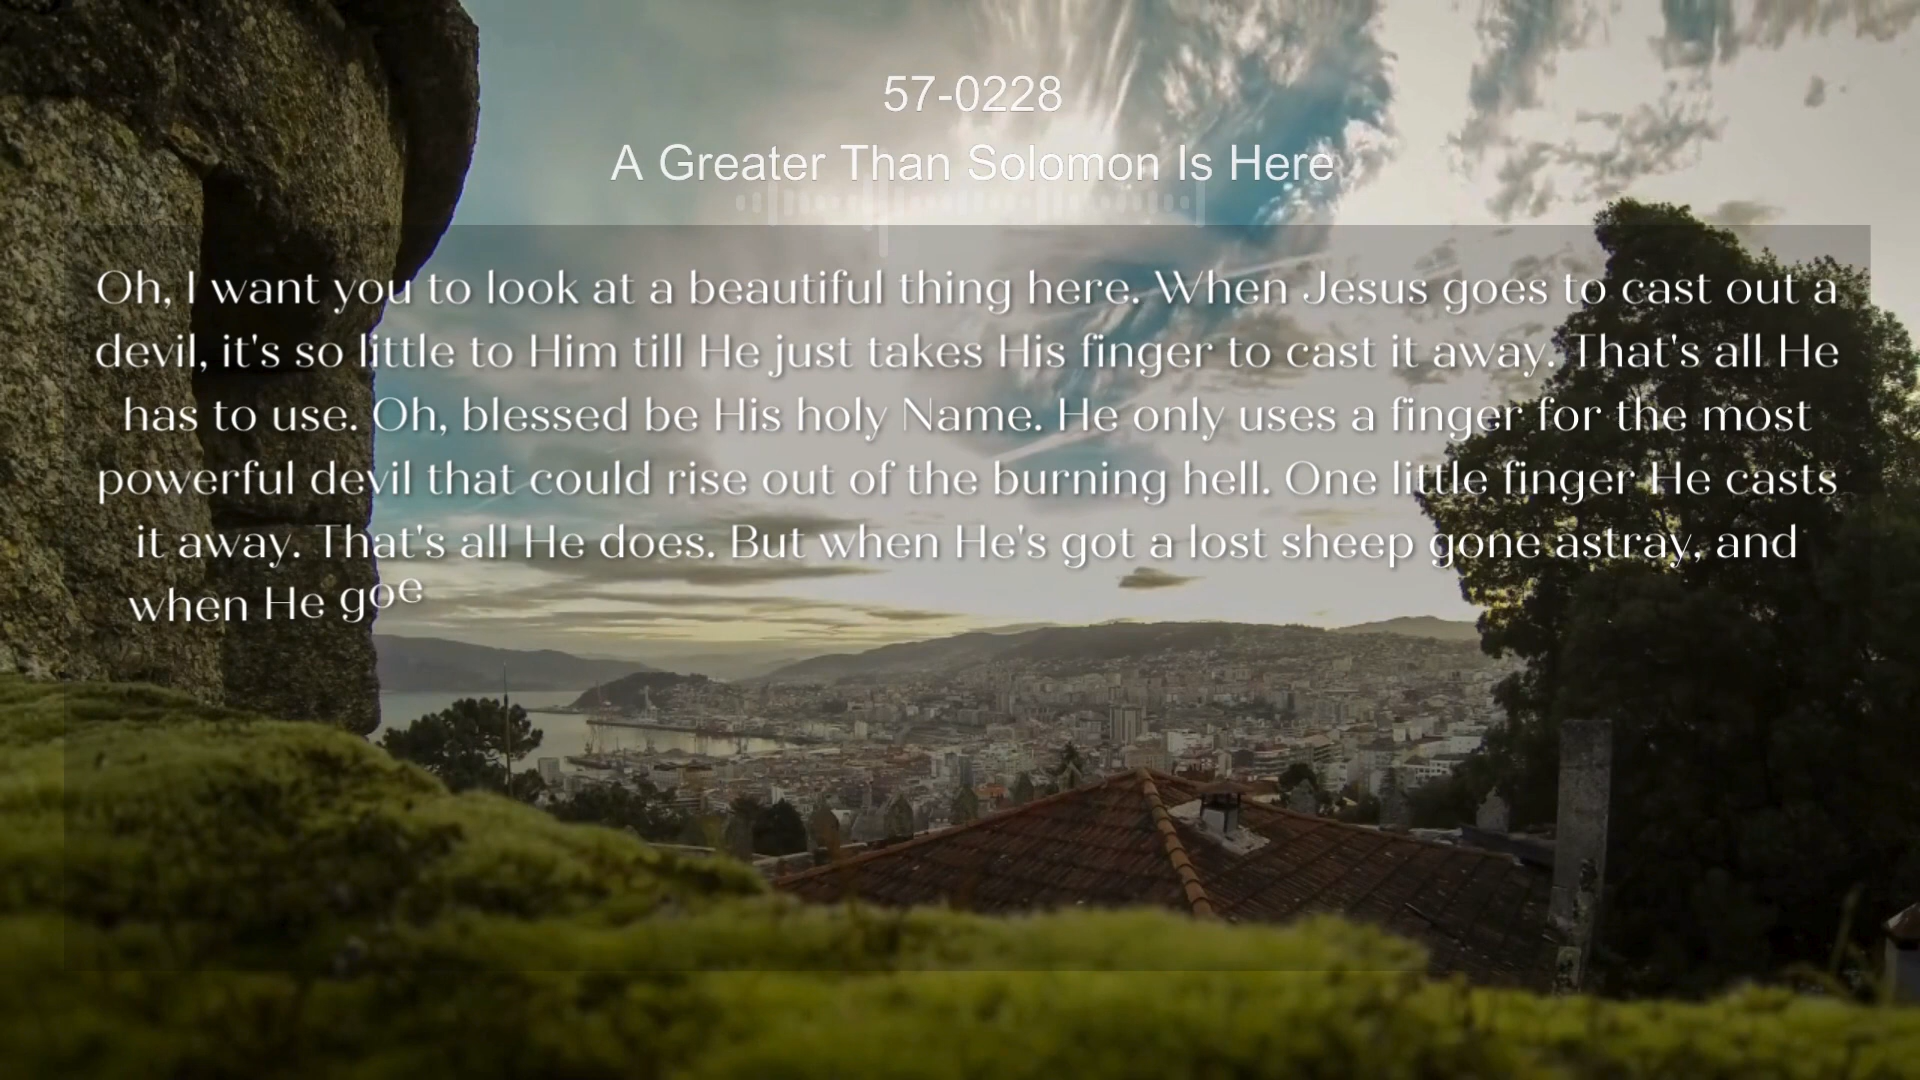 57-0228
A Greater Than Solomon Is Here
Oh, I want you to look at a beautiful thing here. When Jesus goes to cast out a
devil, it's so little to Him till He just takes His finger to cast it away. That's all He
has to use. Oh, blessed be His holy Name. He only uses a finger for the most
powerful devil that could rise out of the burning hell. One little finger He casts
it away. That's all He does. But when He's got a lost sheep gone astray, and
when He goe